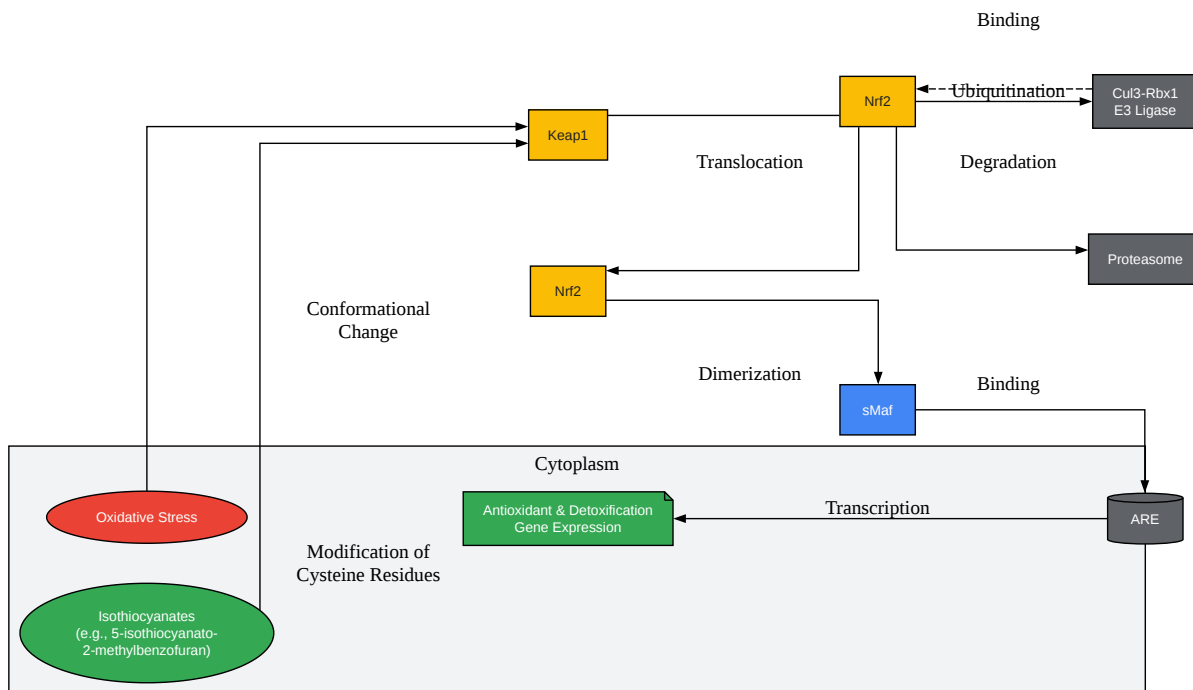 Binding
Nrf2
Ubiquitination
Cul3-Rbx1
E3 Ligase
Keap1
Translocation
Degradation
Proteasome
Nrf2
Conformational
Change
Dimerization
Binding
sMaf
Cytoplasm
Oxidative Stress
Antioxidant & Detoxification
Gene Expression
Transcription
ARE
Modification of
Cysteine Residues
Isothiocyanates
(e.g., 5-isothiocyanato-
2-methylbenzofuran)